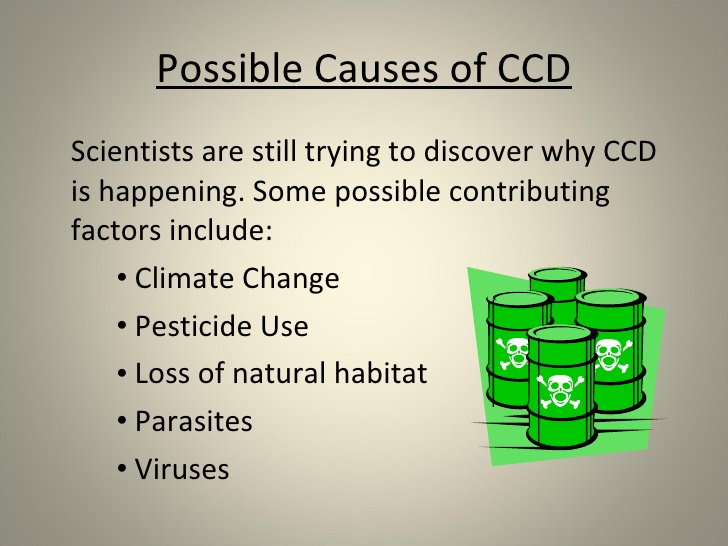 Possible Causes of CCD
Scientists are still trying to discover why CCD
is happening. Some possible contributing
factors include:
• Climate Change
• Pesticide Use
• Loss of natural habitat
• Parasites
• Viruses